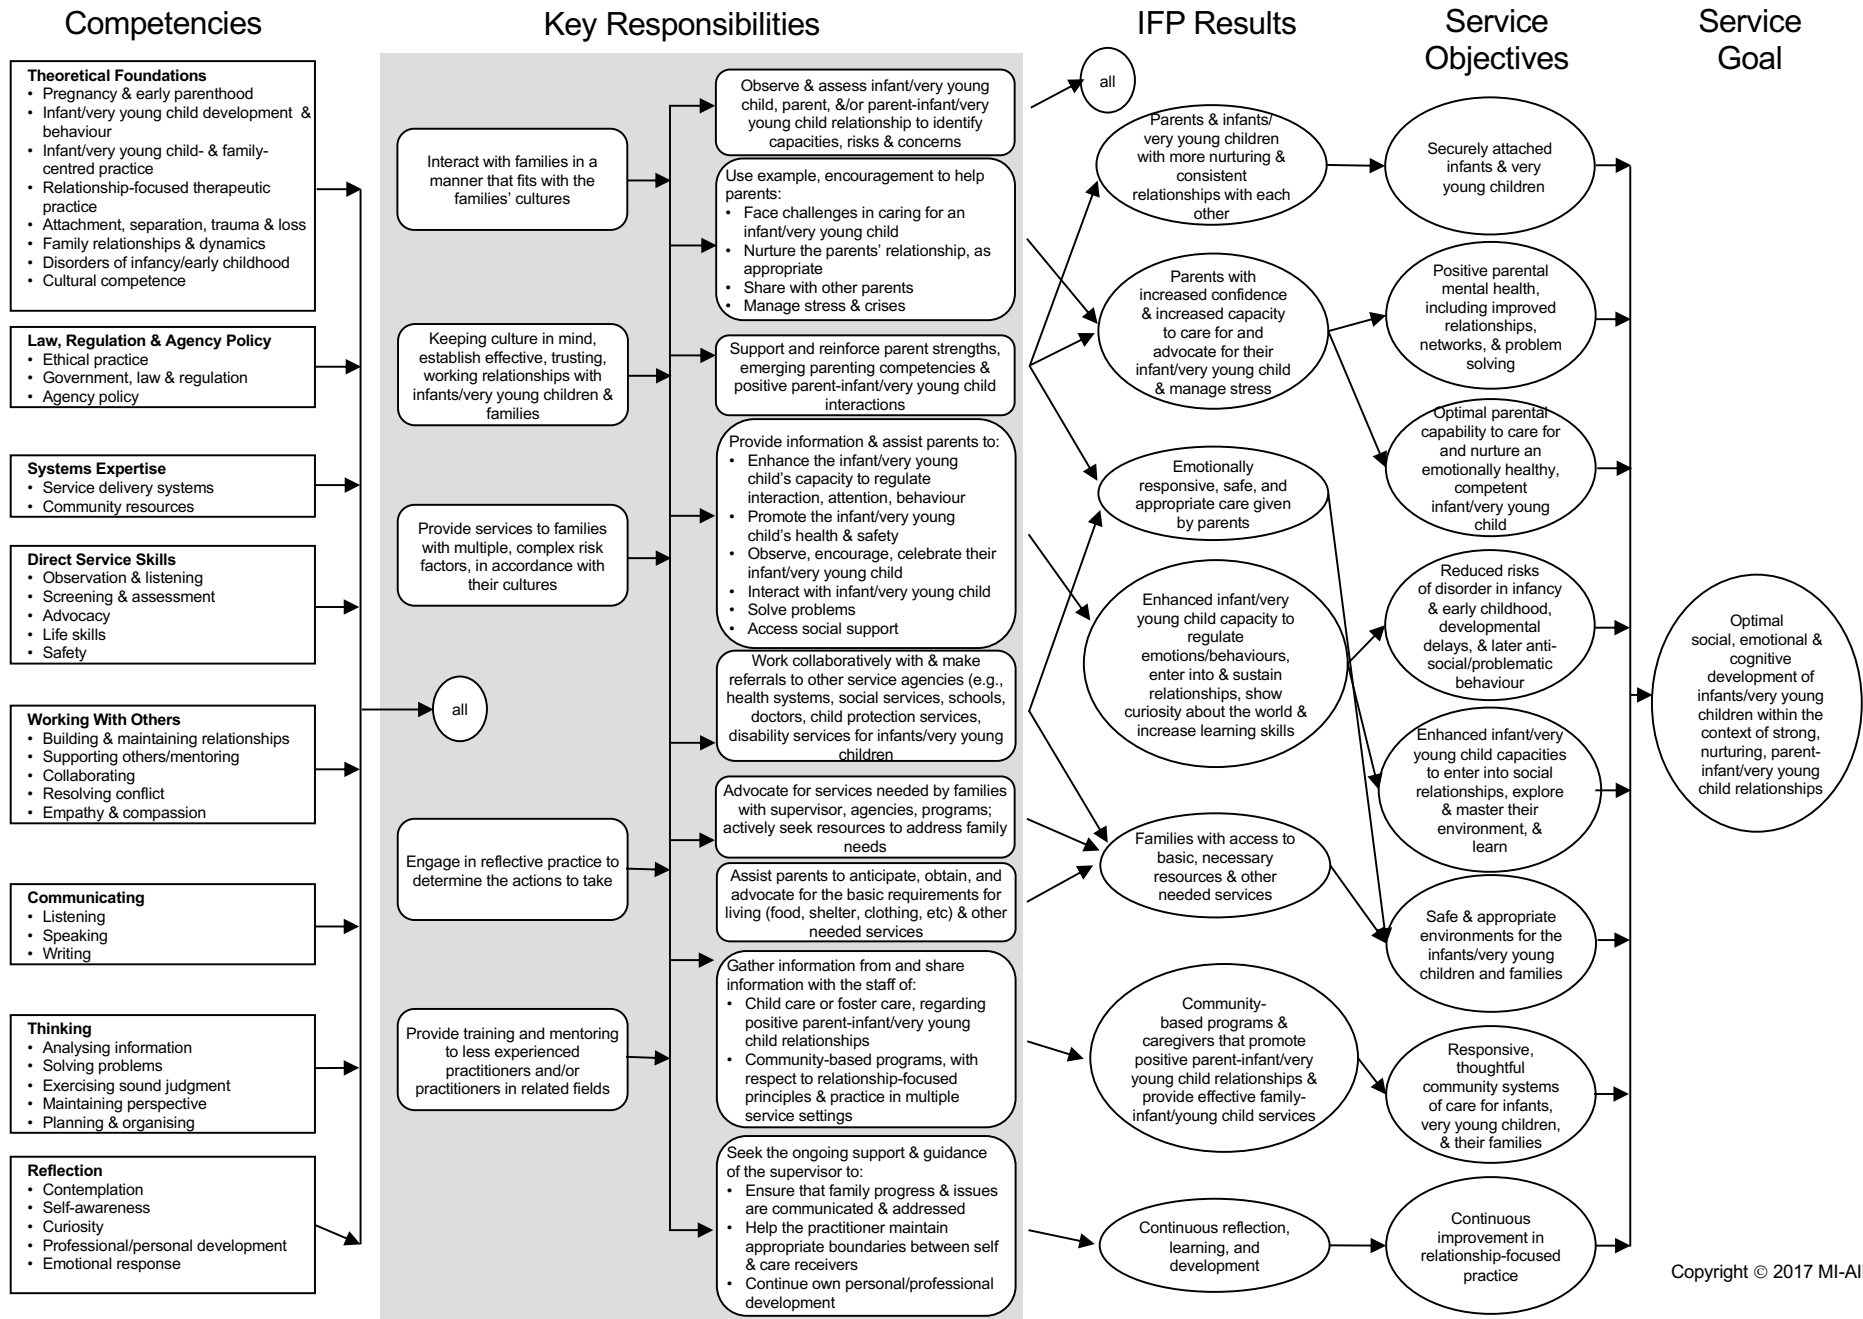 Competencies
Key Responsibilities
IFP Results
Service
Objectives
Service
Goal
Theoretical Foundations
• Pregnancy & early parenthood
• Infant/very young child development &
behaviour
• Infant/very young child- & family-
centred practice
• Relationship-focused therapeutic
practice
• Attachment, separation, trauma & loss
• Family relationships & dynamics
• Disorders of infancy/early childhood
• Cultural competence
Law, Regulation & Agency Policy
• Ethical practice
• Government, law & regulation
• Agency policy
Systems Expertise
• Service delivery systems
• Community resources
Direct Service Skills
• Observation & listening
• Screening & assessment
• Advocacy
• Life skills
• Safety
Working With Others
• Building & maintaining relationships
• Supporting others/mentoring
• Collaborating
• Resolving conflict
• Empathy & compassion
Communicating
• Listening
• Speaking
• Writing
Thinking
• Analysing information
• Solving problems
• Exercising sound judgment
• Maintaining perspective
• Planning & organising
Reflection
• Contemplation
• Self-awareness
• Curiosity
• Professional/personal development
• Emotional response
all
Interact with families in a
manner that fits with the
families' cultures
Keeping culture in mind,
establish effective, trusting,
working relationships with
infants/very young children &
families
Provide services to families
with multiple, complex risk
factors, in accordance with
their cultures
Engage in reflective practice to
determine the actions to take
Provide training and mentoring
to less experienced
practitioners and/or
practitioners in related fields
Observe & assess infant/very young
child, parent, &/or parent-infant/very
young child relationship to identify
capacities, risks & concerns
Use example, encouragement to help
parents:
• Face challenges in caring for an
infant/very young child
• Nurture the parents' relationship, as
appropriate
• Share with other parents
• Manage stress & crises
Support and reinforce parent strengths,
emerging parenting competencies &
positive parent-infant/very young child
interactions
Provide information & assist parents to:
• Enhance the infant/very young
child's capacity to regulate
interaction, attention, behaviour
• Promote the infant/very young
child's health & safety
• Observe, encourage, celebrate their
infant/very young child
• Interact with infant/very young child
• Solve problems
• Access social support
Work collaboratively with & make
referrals to other service agencies (e.g.,
health systems, social services, schools,
doctors, child protection services,
disability services for infants/very young
children
Advocate for services needed by families
with supervisor, agencies, programs;
actively seek resources to address family
needs
Assist parents to anticipate, obtain, and
advocate for the basic requirements for
living (food, shelter, clothing, etc) & other
needed services
Gather information from and share
information with the staff of:
• Child care or foster care, regarding
positive parent-infant/very young
child relationships
• Community-based programs, with
respect to relationship-focused
principles & practice in multiple
service settings
Seek the ongoing support & guidance
of the supervisor to:
• Ensure that family progress & issues
are communicated & addressed
• Help the practitioner maintain
appropriate boundaries between self
& care receivers
• Continue own personal/professional
development
all
Parents & infants/
very young children
with more nurturing &
consistent
relationships with each
other
Parents with
increased confidence
& increased capacity
to care for and
advocate for their
infant/very young child
& manage stress
Emotionally
responsive, safe, and
appropriate care given
by parents
Enhanced infant/very
young child capacity to
regulate
emotions/behaviours,
enter into & sustain
relationships, show
curiosity about the world &
increase learning skills
Families with access to
basic, necessary
resources & other
needed services
Community-
based programs &
caregivers that promote
positive parent-infant/very
young child relationships &
provide effective family-
infant/young child services
Continuous reflection,
learning, and
development
Securely attached
infants & very
young children
Positive parental
mental health,
including improved
relationships,
networks, & problem
solving
Optimal parental
capability to care for
and nurture an
emotionally healthy,
competent
infant/very young
child
Reduced risks
of disorder in infancy
& early childhood,
developmental
delays, & later anti-
social/problematic
behaviour
Enhanced infant/very
young child capacities
to enter into social
relationships, explore
& master their
environment, &
learn
Safe & appropriate
environments for the
infants/very young
children and families
Responsive,
thoughtful
community systems
of care for infants,
very young children,
& their families
Continuous
improvement in
relationship-focused
practice
Optimal
social, emotional &
cognitive
development of
infants/very young
children within the
context of strong,
nurturing, parent-
infant/very young
child relationships
Copyright © 2017